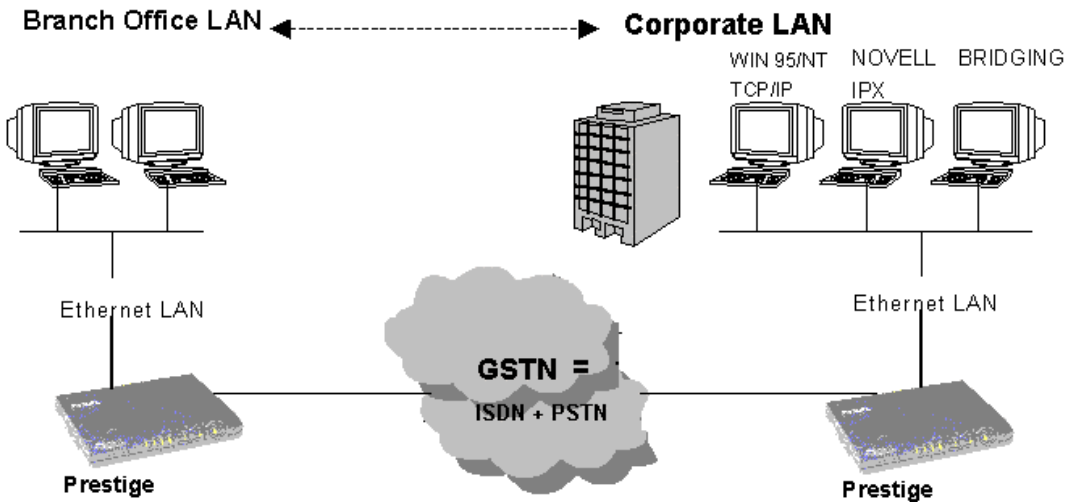 Branch Office LAN
Corporate LAN
WIN 95/NT
TCP/IP
NOVELL
IPX
BRIDGING
Ethernet LAN
Ethernet LAN
GSTN =
ISDN + PSTN
Prestige
Prestige